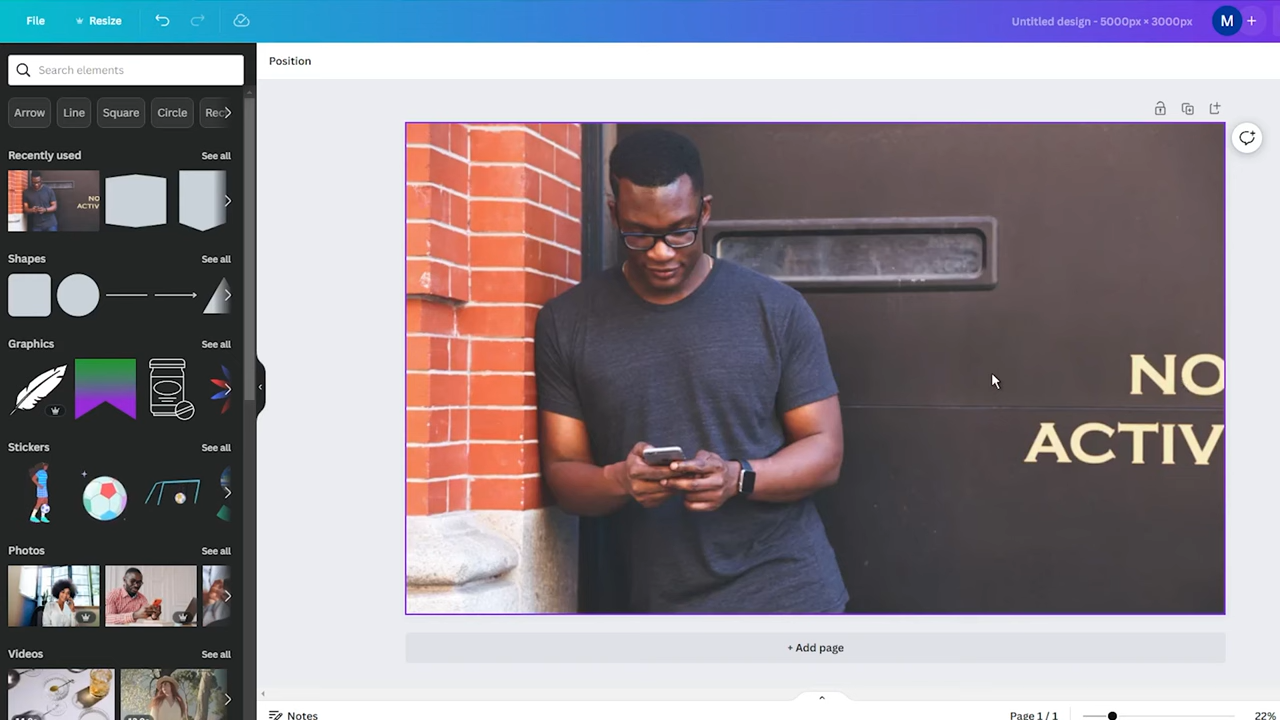 File
Resize
Untitled design - 5000px × 3000px
M
+
Search elements
Position
Arrow
Line
Square
Circle
Rec
Recently used
See all
NO
ACTIV
Shapes
See all
Graphics
See all
Stickers
See all
Photos
See all
Videos
See all
NO
ACTIV
+ Add page
Notes
Page 1 / 1
22%